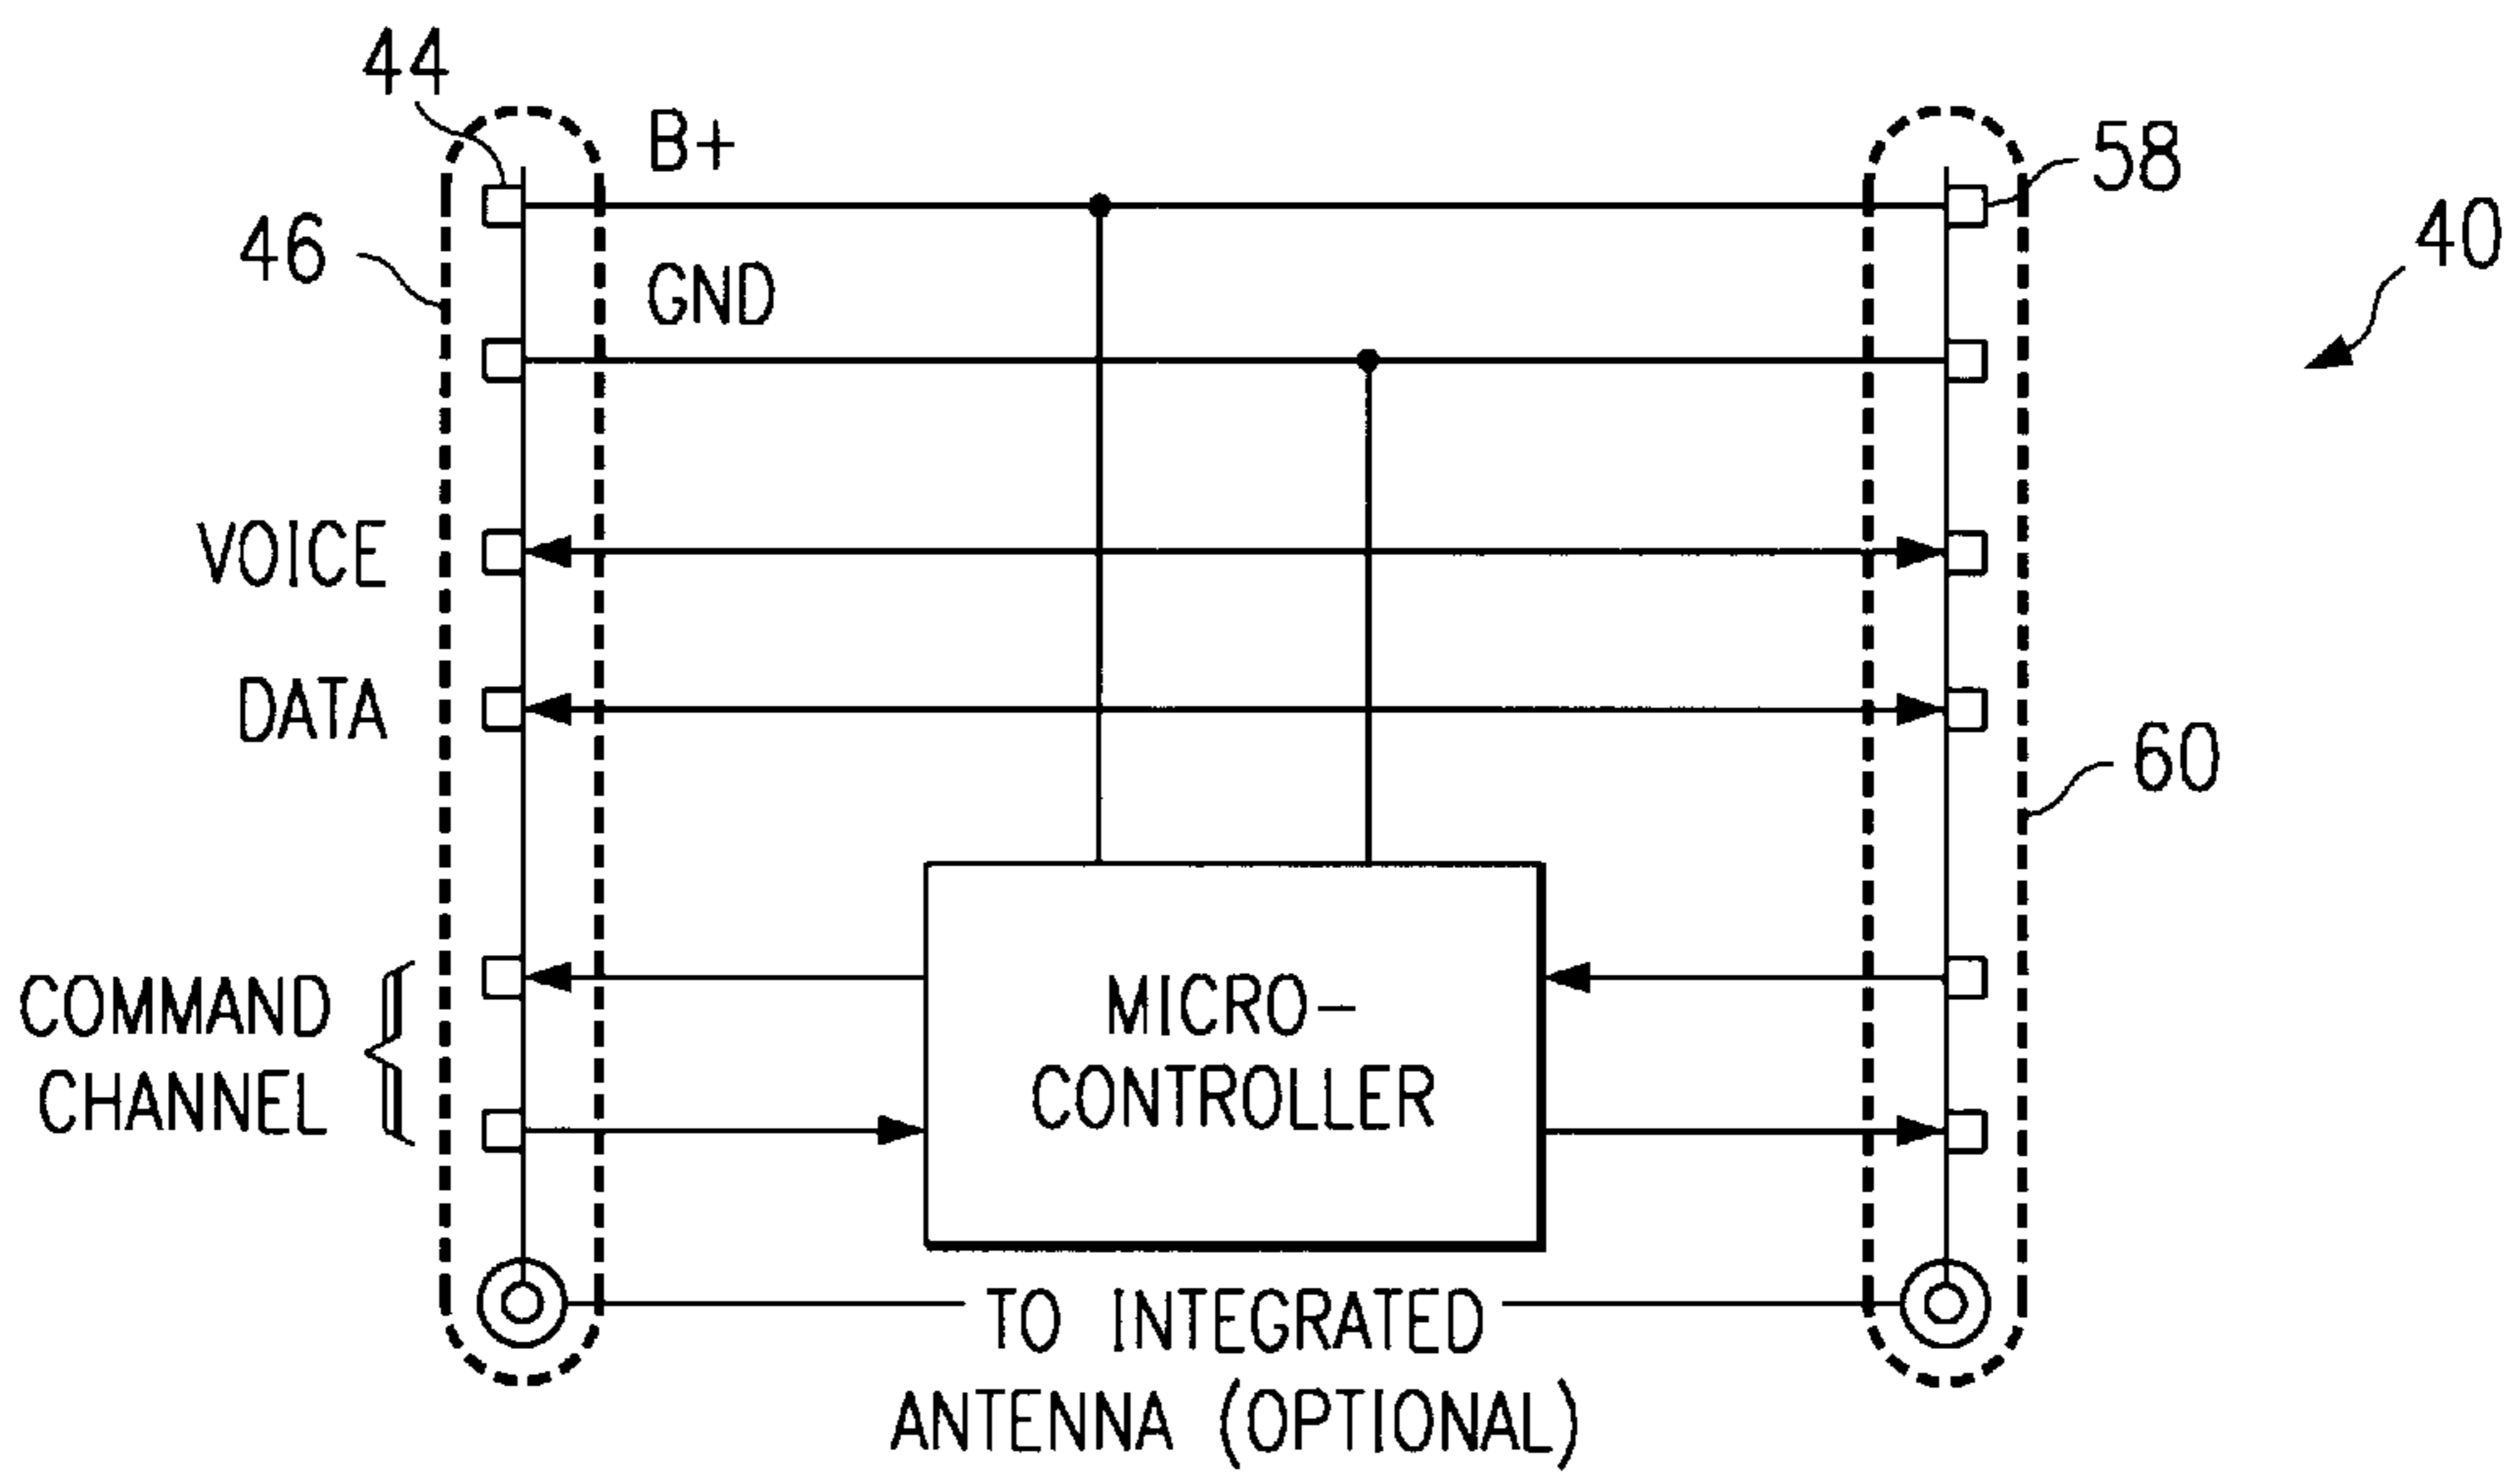 44
B+
58
46
GND
40
VOICE
DATA
60
COMMAND
CHANNEL
MICRO-
CONTROLLER
TO INTEGRATED
ANTENNA (OPTIONAL)